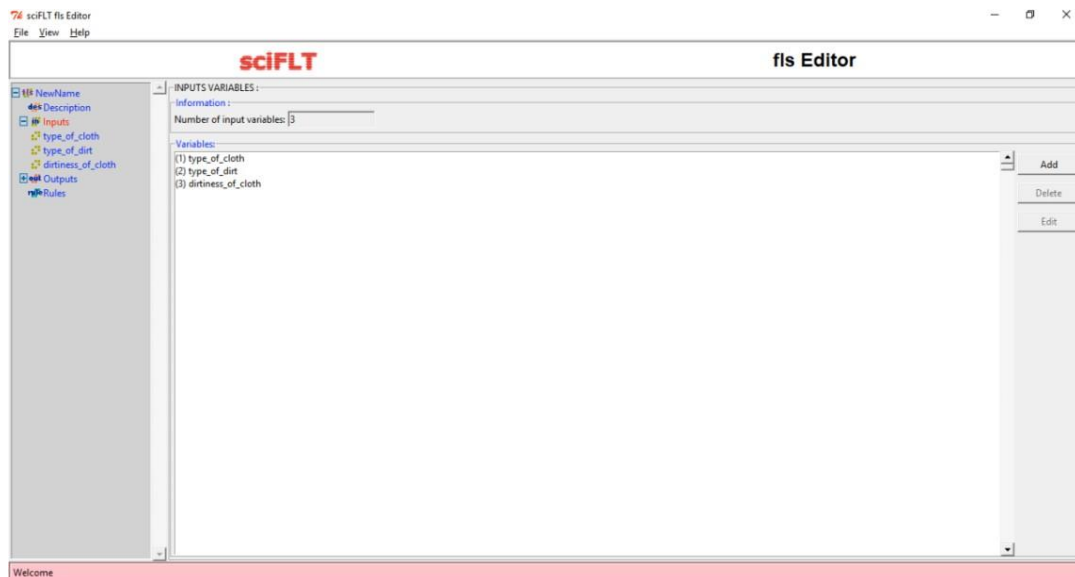 sciFLT fls Editor
File View Help
sciFLT fls Editor
NewName
Description
Inputs
type_of_cloth
type_of_dirt
dirtiness_of_cloth
Outputs
Rules
INPUTS VARIABLES :
Information :
Number of input variables: 3
Variables:
(1) type_of_cloth
(2) type_of_dirt
(3) dirtiness_of_cloth
Add
Delete
Edit
Welcome